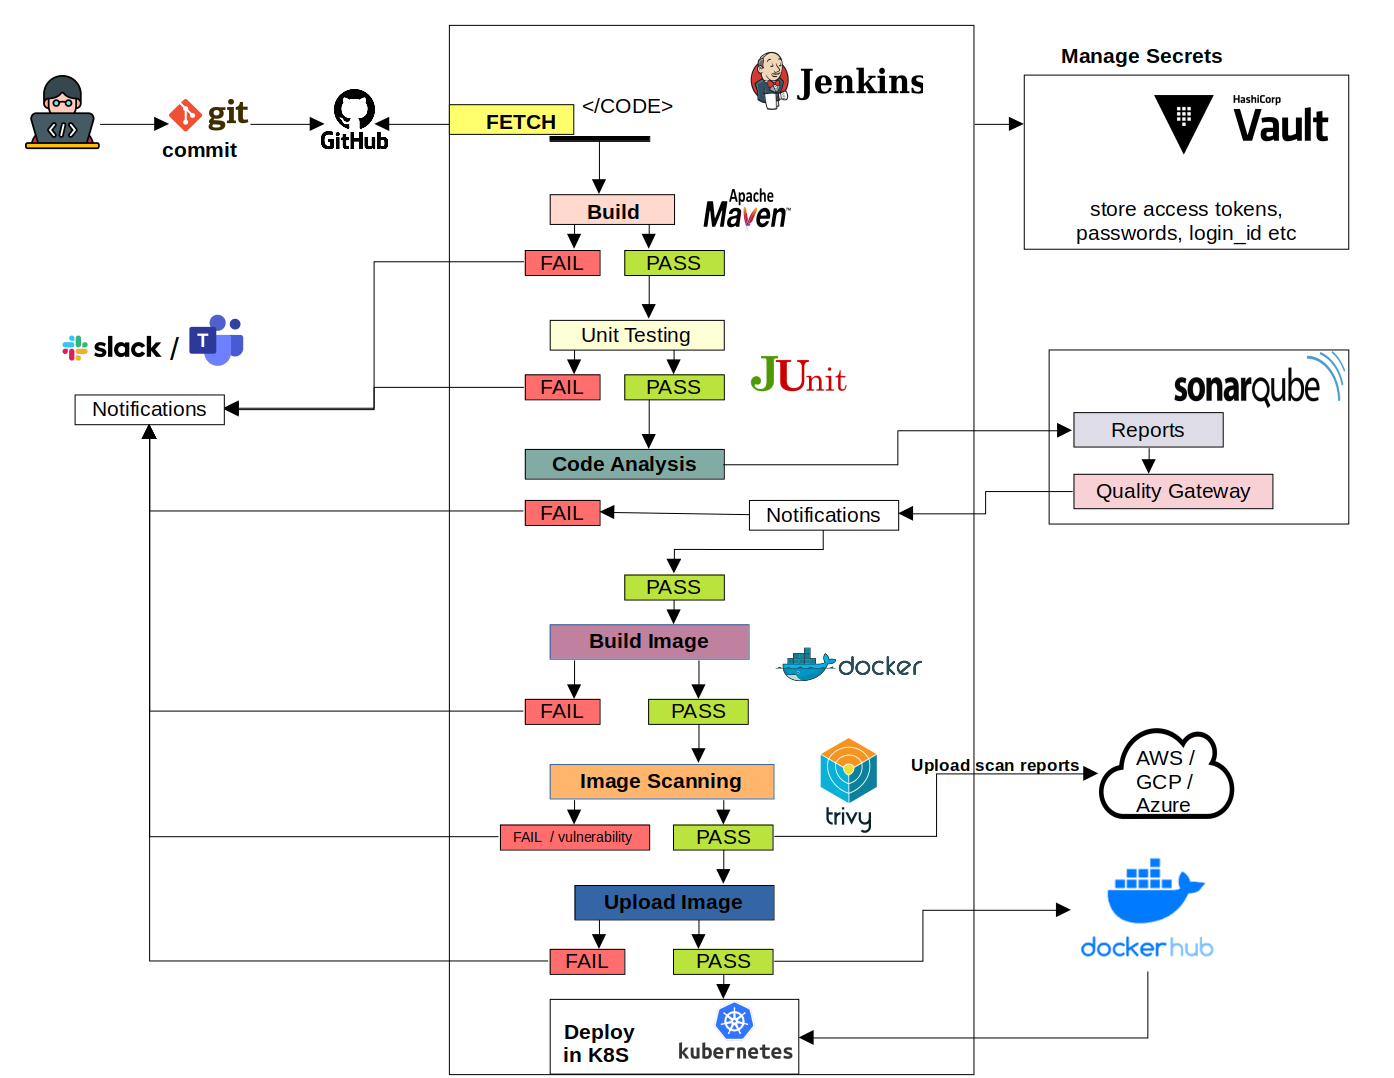 Manage Secrets
Jenkins
</CODE>
FETCH
git
commit
GitHub
HashiCorp
Vault
store access tokens,
passwords, login_id etc
Build
Apache
Maven™
FAIL
PASS
Unit Testing
slack / T
FAIL
PASS
JUnit
Notifications
sonarqube
Reports
Code Analysis
Quality Gateway
FAIL
Notifications
PASS
Build Image
docker
FAIL
PASS
Image Scanning
trivy
Upload scan reports
AWS /
GCP /
Azure
FAIL / vulnerability
PASS
Upload Image
dockerhub
FAIL
PASS
Deploy
in K8S
kubernetes